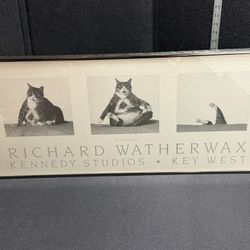 RICHARD WATHERWAX
KENNEDY STUDIOS • KEY WEST